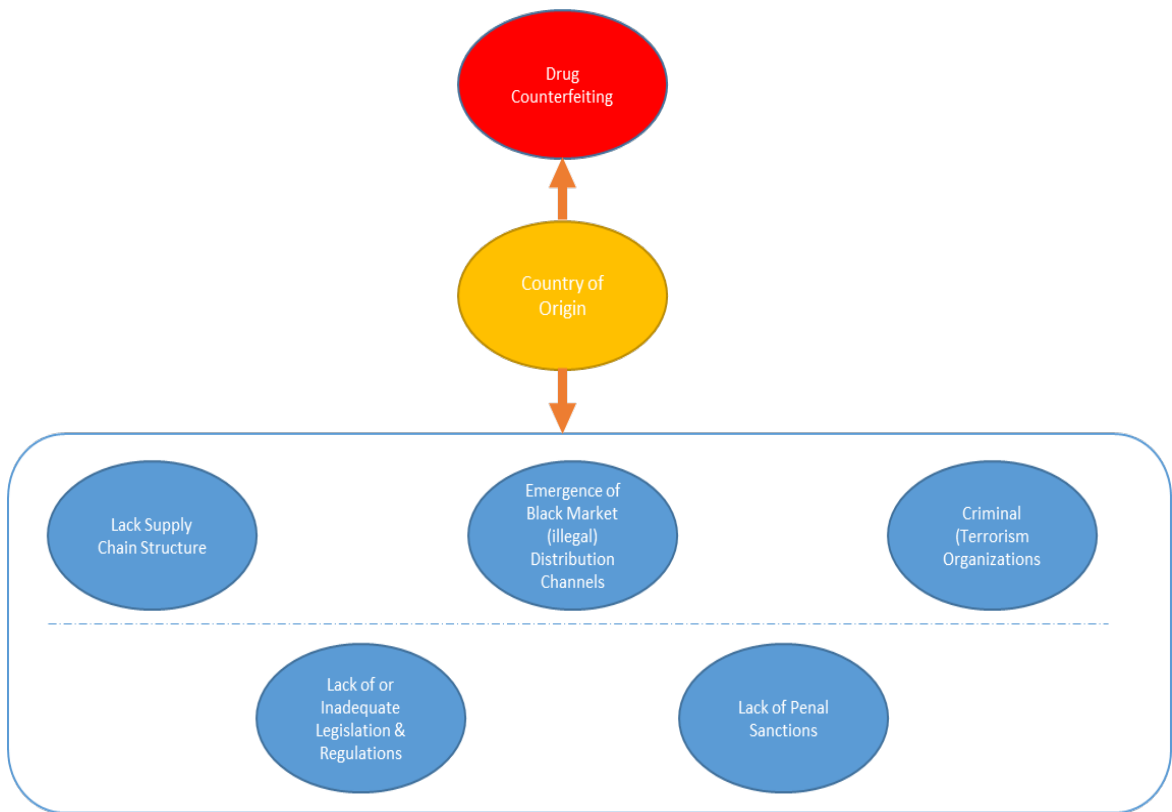 Drug
Counterfeiting
Country of
Origin
Lack Supply
Chain Structure
Emergence of
Black Market
(illegal)
Distribution
Channels
Criminal
(Terrorism
Organizations
Lack of or
Inadequate
Legislation &
Regulations
Lack of Penal
Sanctions